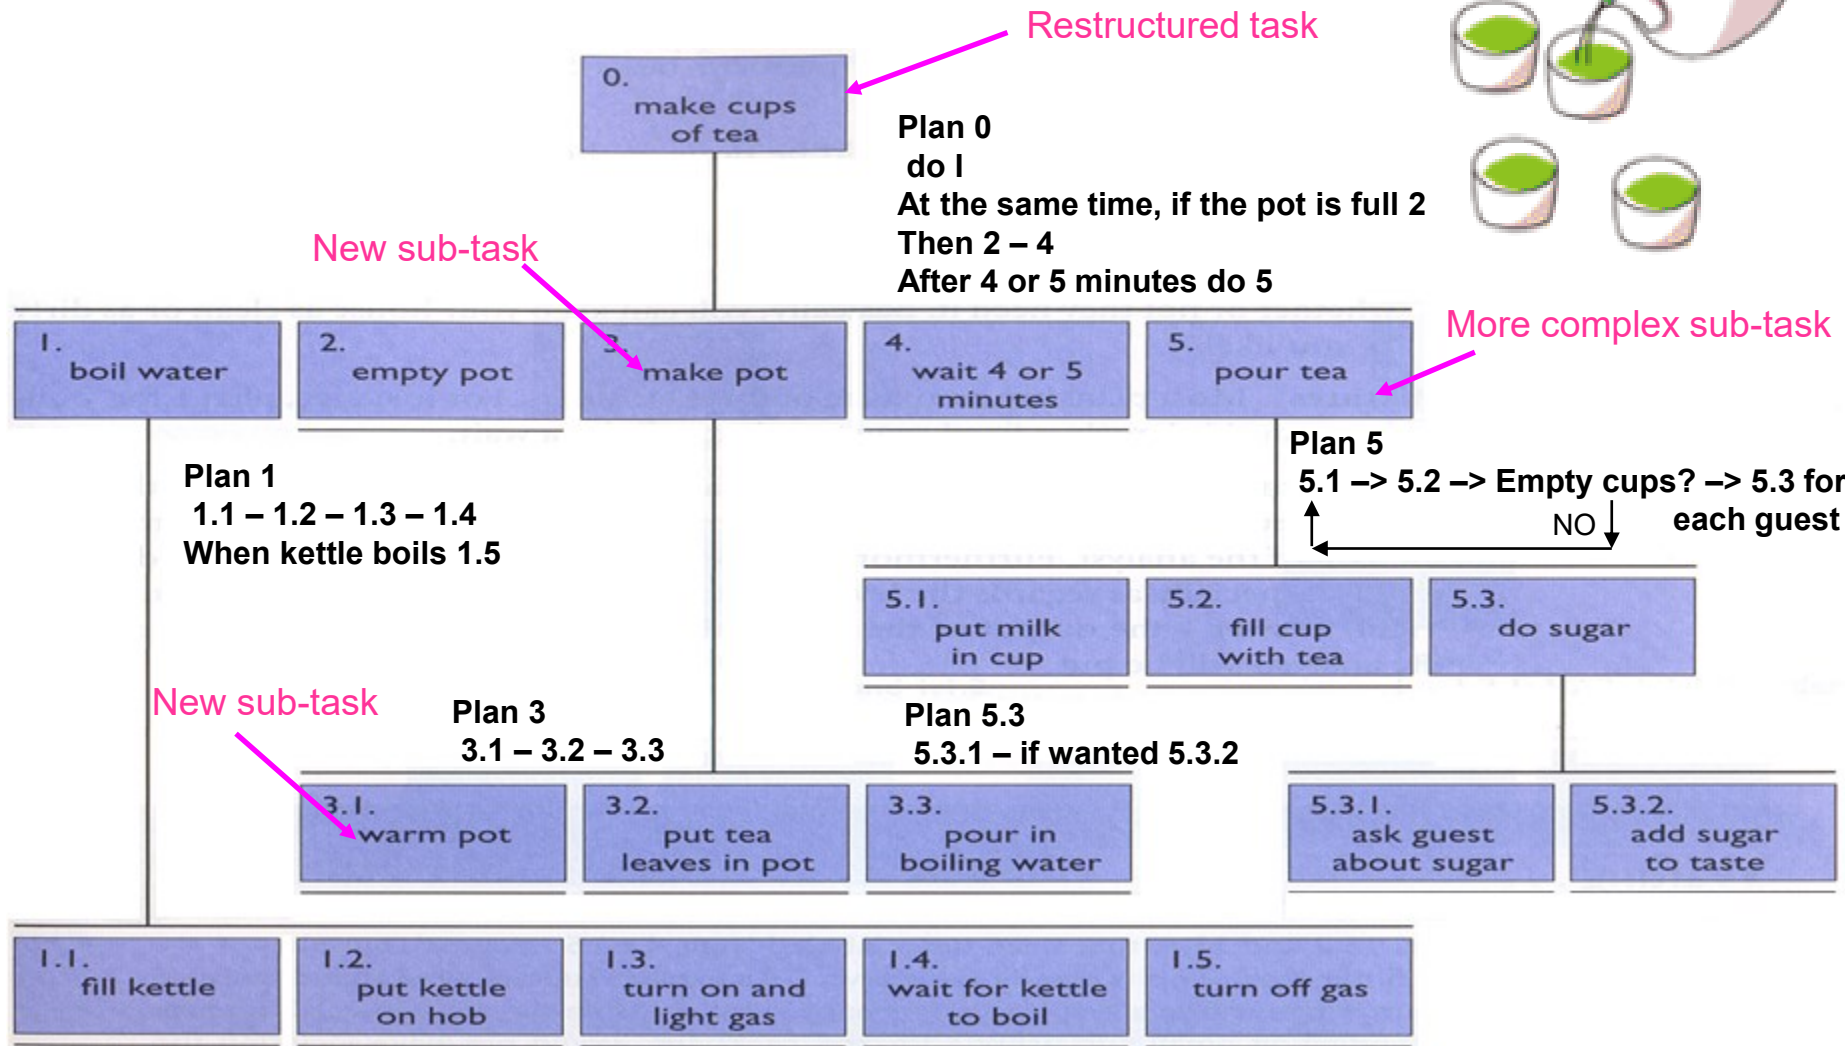 Restructured task
0.
make cups
of tea
Plan 0
do I
At the same time, if the pot is full 2
Then 2 – 4
After 4 or 5 minutes do 5
New sub-task
More complex sub-task
1.
boil water
2.
empty pot
3.
make pot
4.
wait 4 or 5
minutes
5.
pour tea
Plan 1
1.1 – 1.2 – 1.3 – 1.4
When kettle boils 1.5
Plan 5
5.1 –> 5.2 –> Empty cups? –> 5.3 for
NO
each guest
5.1.
put milk
in cup
5.2.
fill cup
with tea
5.3.
do sugar
New sub-task
Plan 3
3.1 – 3.2 – 3.3
Plan 5.3
5.3.1 – if wanted 5.3.2
3.1.
warm pot
3.2.
put tea
leaves in pot
3.3.
pour in
boiling water
5.3.1.
ask guest
about sugar
5.3.2.
add sugar
to taste
1.1.
fill kettle
1.2.
put kettle
on hob
1.3.
turn on and
light gas
1.4.
wait for kettle
to boil
1.5.
turn off gas